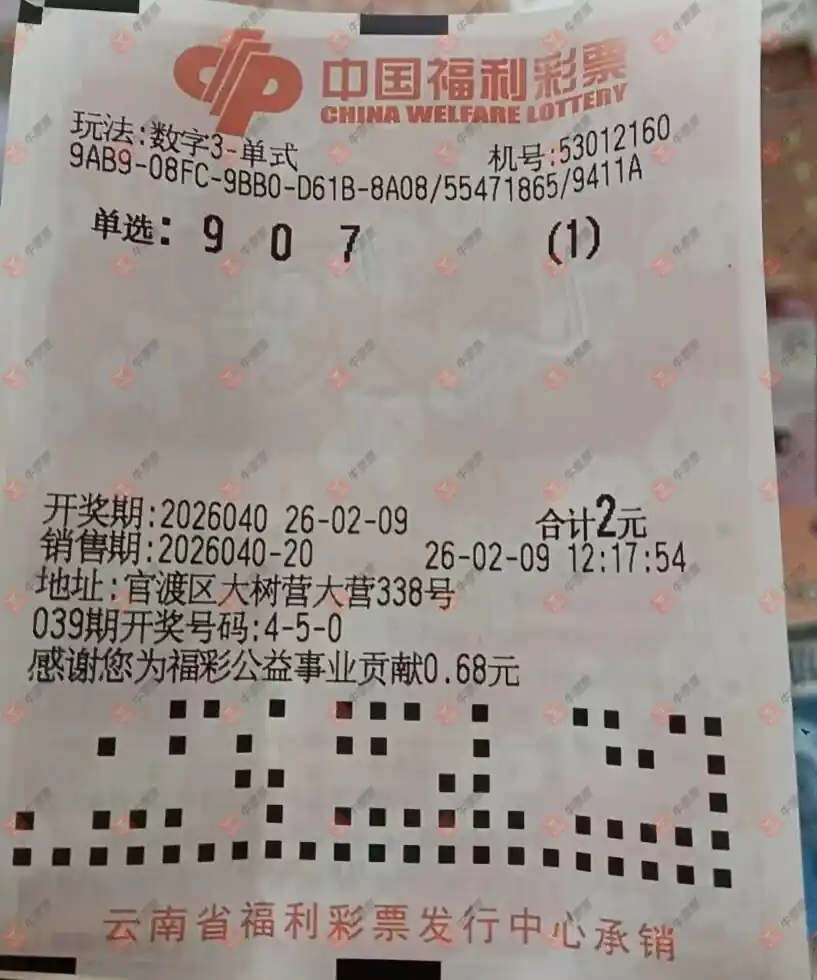 中国福利彩票
CHINA WELFARE LOTTERY
玩法:数字3-单式 机号:53012160
9AB9-08FC-9BB0-D61B-8A08/55471865/9411A
单选: 9 0 7 (1)
开奖期:2026040 26-02-09 合计2元
销售期:2026040-20 26-02-09 12:17:54
地址:官渡区大树营大营338号
039期开奖号码:4-5-0
感谢您为福彩公益事业贡献0.68元
云南省福利彩票发行中心承销